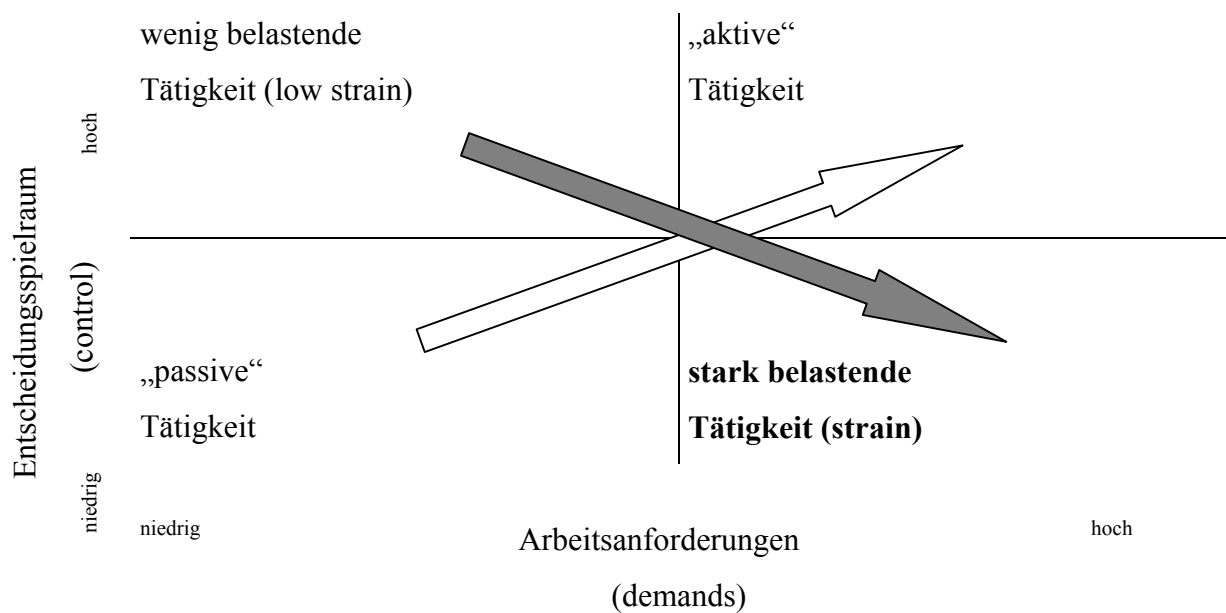 wenig belastende
Tätigkeit (low strain)
„aktive“
Tätigkeit
hoch
Entscheidungsspielraum
(control)
niedrig
„passive“
Tätigkeit
stark belastende
Tätigkeit (strain)
niedrig
Arbeitsanforderungen
(demands)
hoch